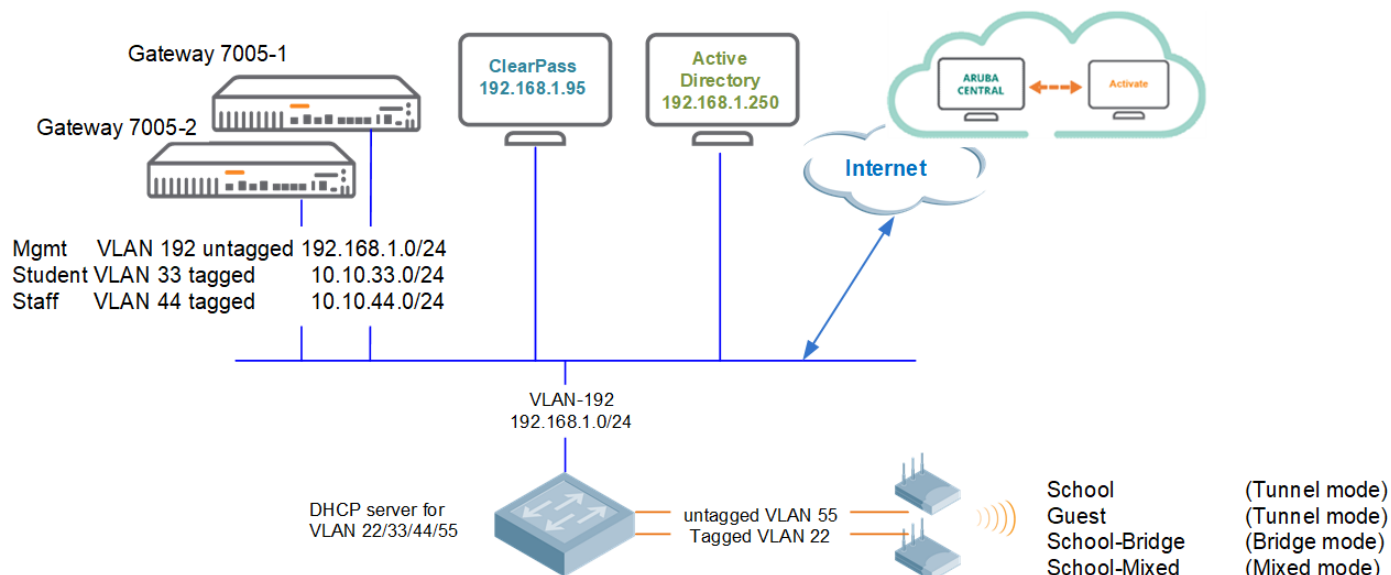 Gateway 7005-1
Gateway 7005-2
ClearPass
192.168.1.95
Active
Directory
192.168.1.250
ARUBA
CENTRAL
Activate
Internet
Mgmt VLAN 192 untagged 192.168.1.0/24
Student VLAN 33 tagged 10.10.33.0/24
Staff VLAN 44 tagged 10.10.44.0/24
VLAN-192
192.168.1.0/24
DHCP server for
VLAN 22/33/44/55
untagged VLAN 55
Tagged VLAN 22
School (Tunnel mode)
Guest (Tunnel mode)
School-Bridge (Bridge mode)
School-Mixed (Mixed mode)